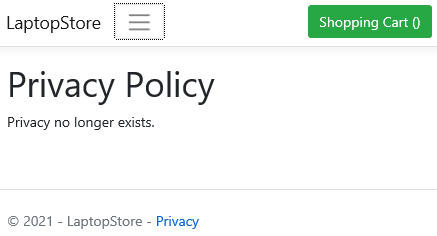 LaptopStore
Shopping Cart ()
Privacy Policy
Privacy no longer exists.
© 2021 - LaptopStore - Privacy